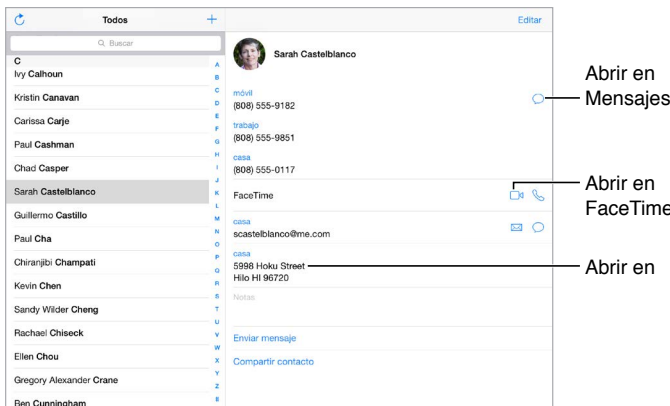 Todos
Buscar
C
Ivy Calhoun
Kristin Canavan
Carissa Carje
Paul Cashman
Chad Casper
Sarah Castelblanco
Guillermo Castillo
Paul Cha
Chiranjibi Champati
Kevin Chen
Sandy Wilder Cheng
Rachael Chiseck
Ellen Chou
Gregory Alexander Crane
Ben Cunningham
A
B
C
D
E
F
G
H
I
J
K
L
M
N
O
P
Q
R
S
T
U
V
W
X
Y
Z
#
Editar
Sarah Castelblanco
móvil
(808) 555-9182
trabajo
(808) 555-9851
casa
(808) 555-0117
FaceTime
casa
scastelblanco@me.com
casa
5998 Hoku Street
Hilo HI 96720
Notas
Enviar mensaje
Compartir contacto
Abrir en
Mensajes
Abrir en
FaceTime
Abrir en